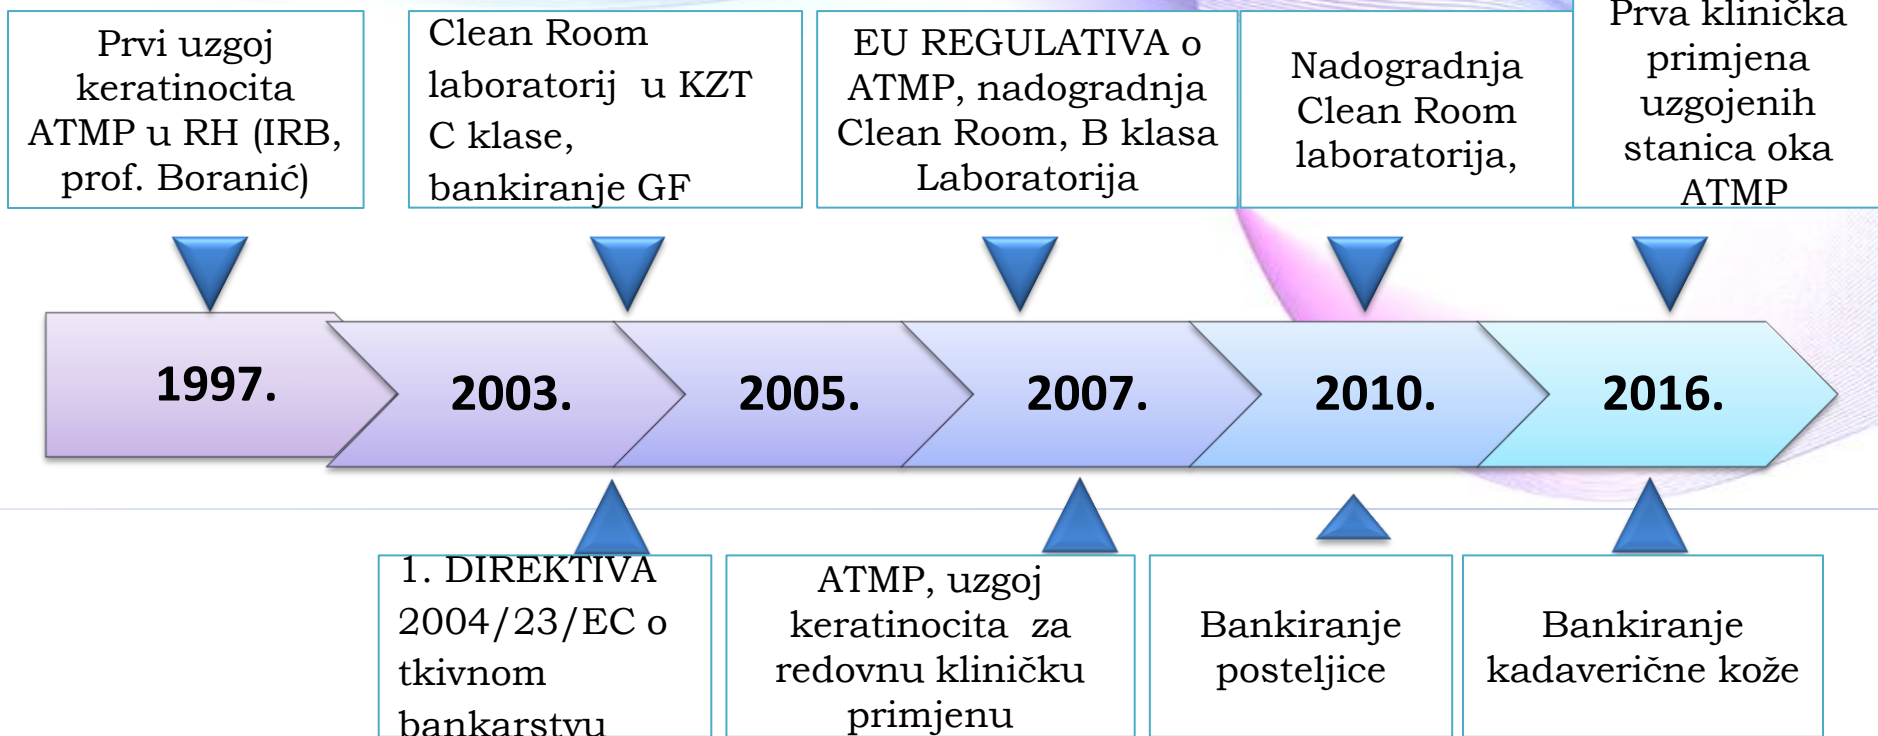 Prvi uzgoj
keratinocita
ATMP u RH (IRB,
prof. Boranić)
Clean Room
laboratorij u KZT
C klase,
bankiranje GF
EU REGULATIVA o
ATMP, nadogradnja
Clean Room, B klasa
Laboratorija
Nadogradnja
Clean Room
laboratorija,
Prva klinička
primjena
uzgojenih
stanica oka
ATMP
1997.
2003.
2005.
2007.
2010.
2016.
1. DIREKTIVA
2004/23/EC o
tkivnom
bankarstvu
ATMP, uzgoj
keratinocita za
redovnu kliničku
primjenu
Bankiranje
posteljice
Bankiranje
kadaverične kože